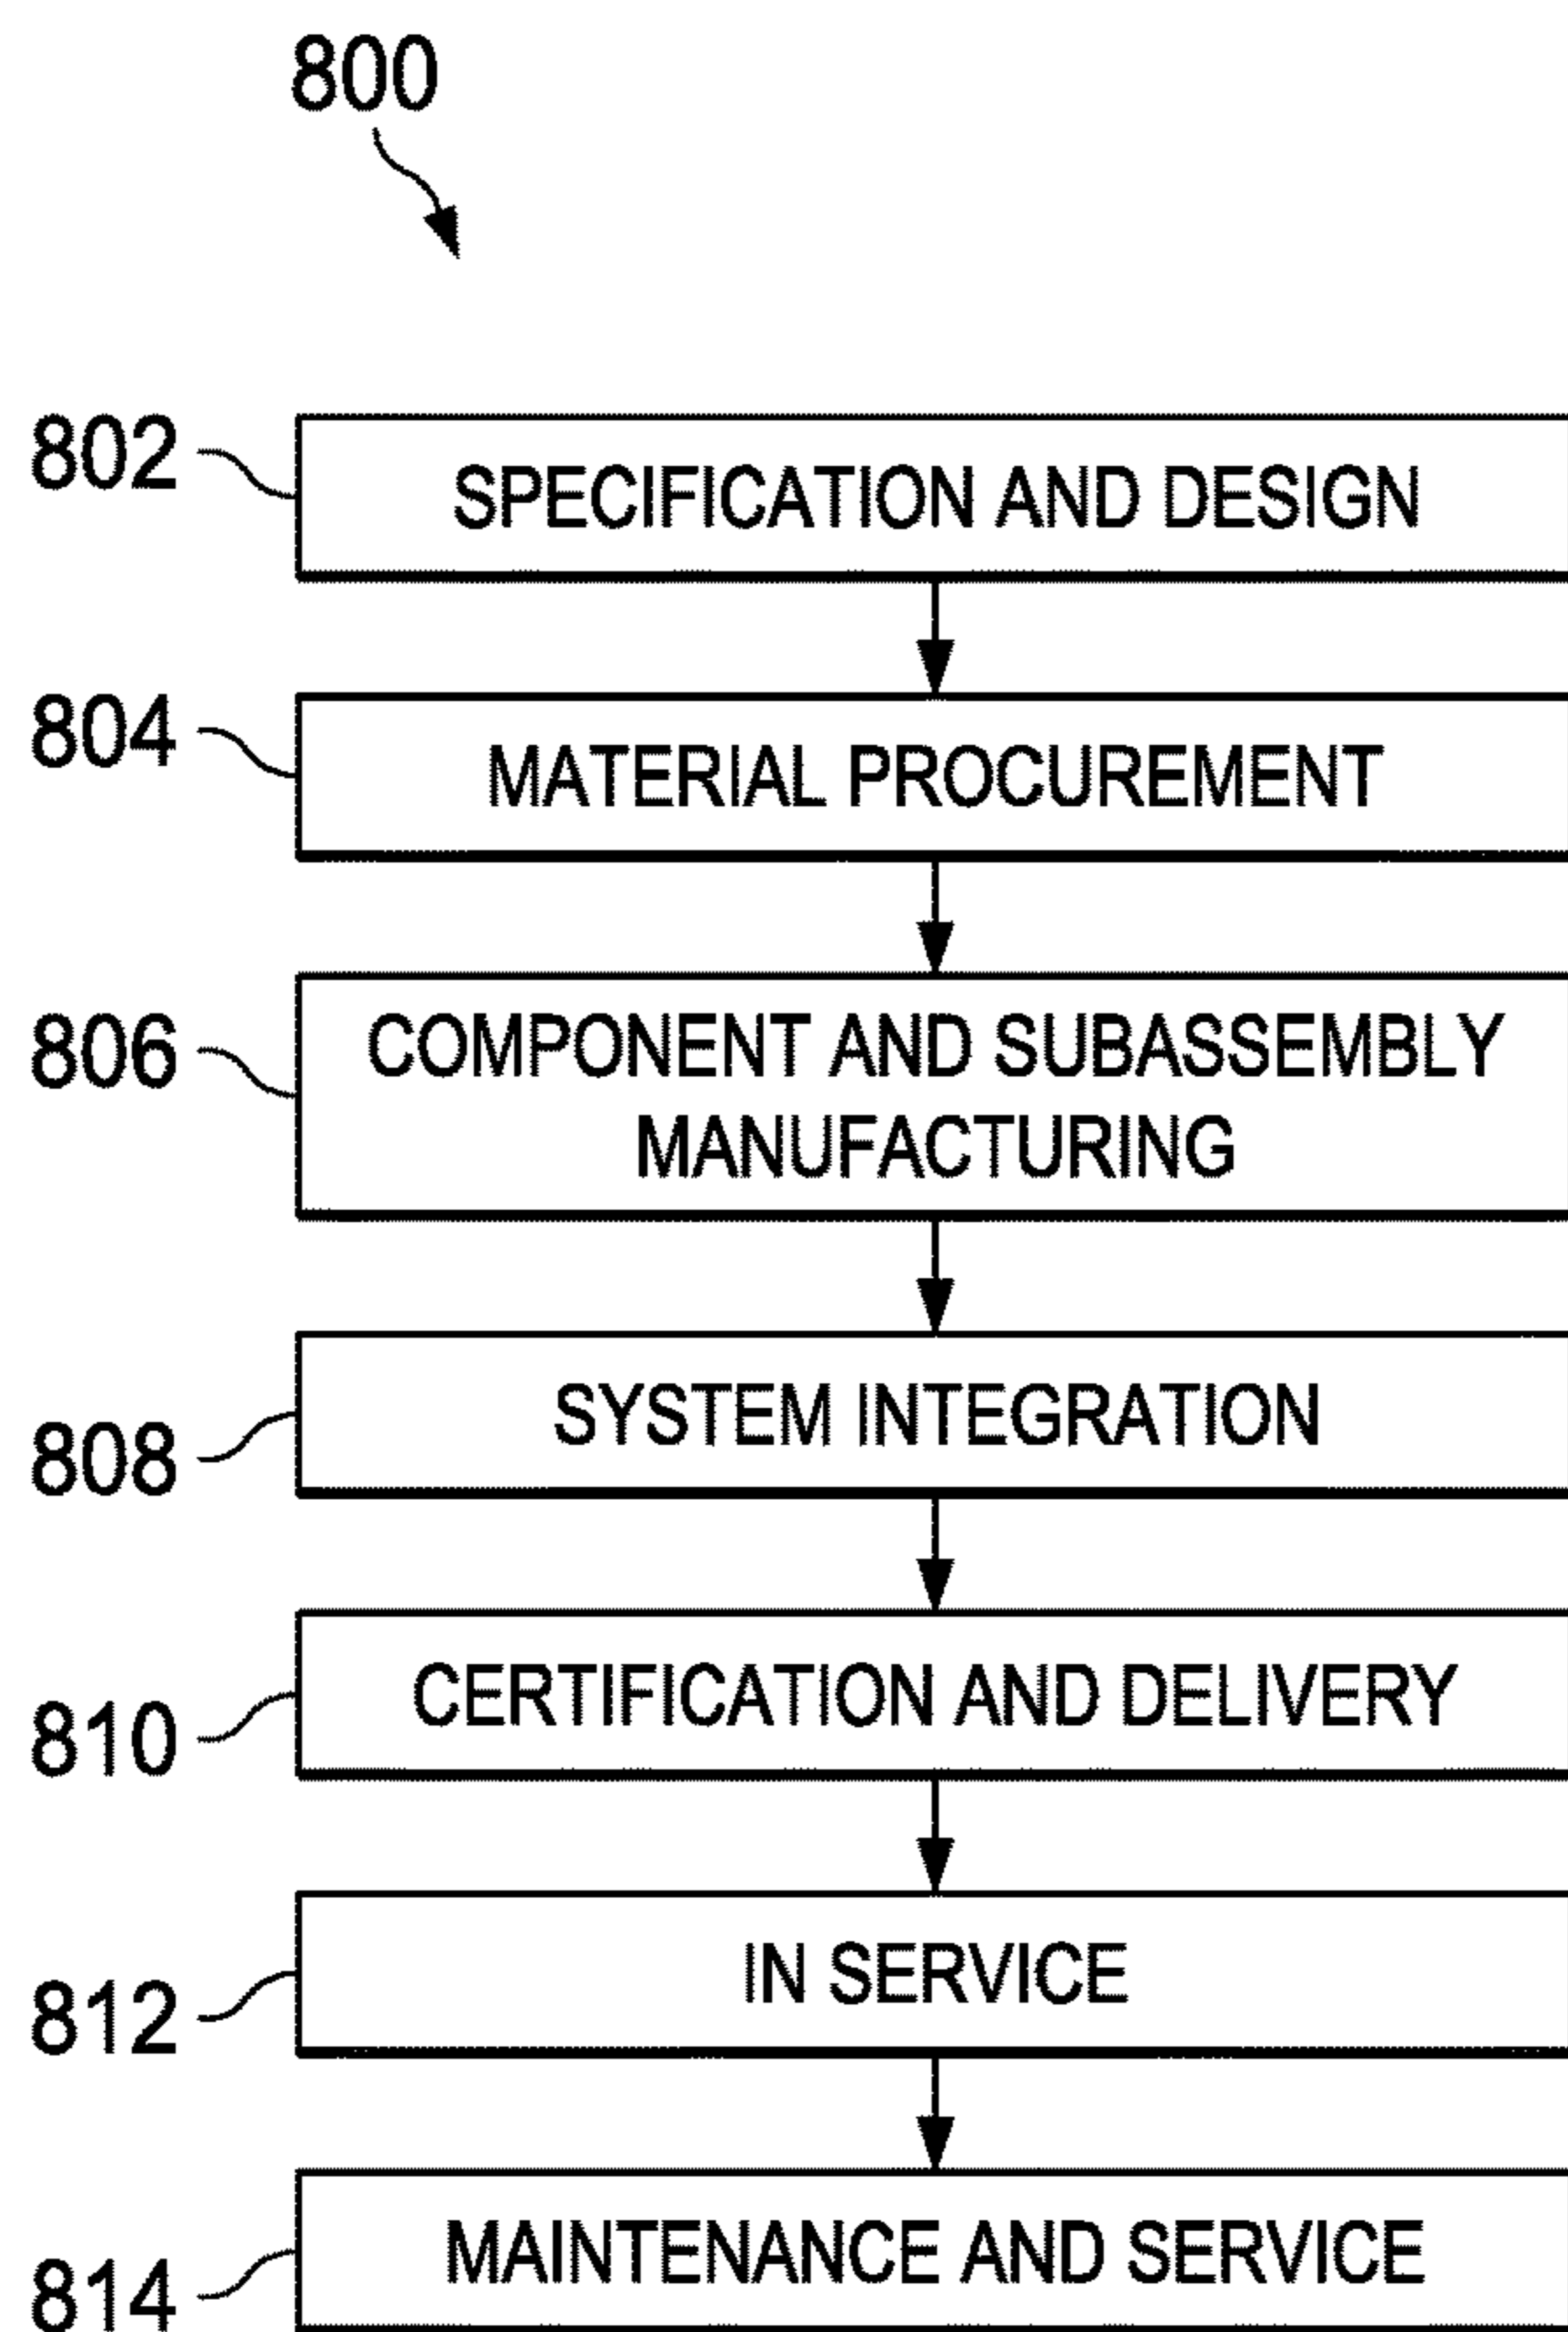 800
802 SPECIFICATION AND DESIGN
804 MATERIAL PROCUREMENT
806 COMPONENT AND SUBASSEMBLY
MANUFACTURING
808 SYSTEM INTEGRATION
810 CERTIFICATION AND DELIVERY
812 IN SERVICE
814 MAINTENANCE AND SERVICE